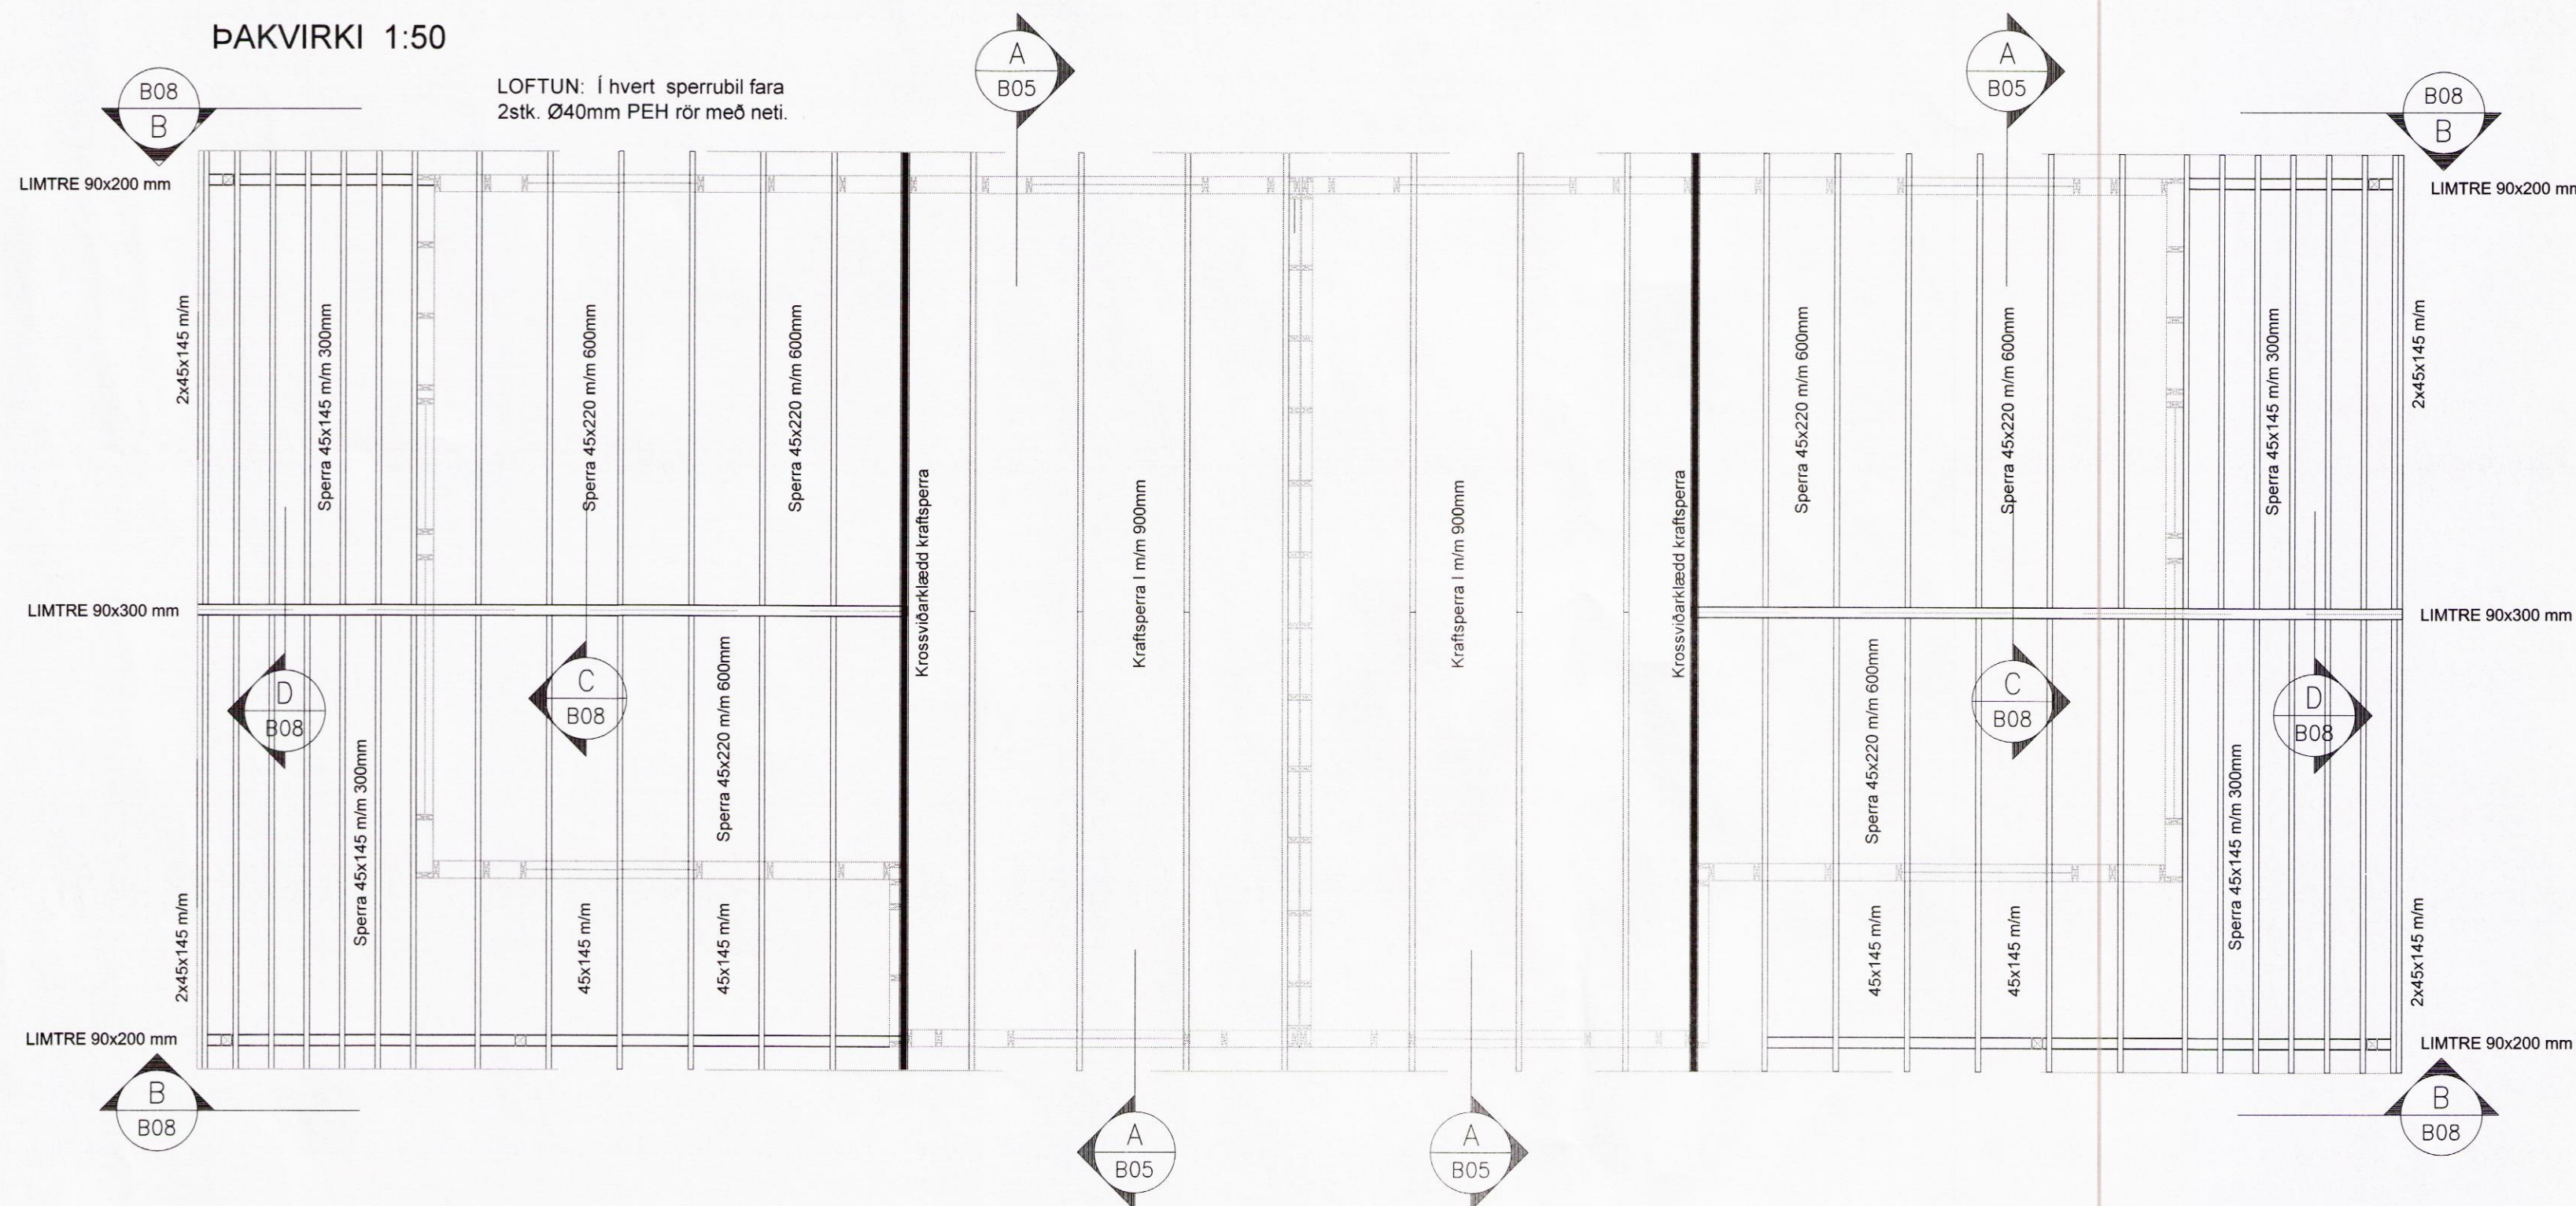 ÞAKVIRKI 1:50
LOFTUN: Í hvert sperrubil fara
2stk. Ø40mm PEH rör með neti.
B08
B
A
B05
A
B05
B08
B
LIMTRE 90x200 mm
LIMTRE 90x200 mm
2x45x145 m/m
Sperra 45x145 m/m 300mm
Sperra 45x220 m/m 600mm
Sperra 45x220 m/m 600mm
Krossviðarklædd kraftsperra
Kraftsperra I m/m 900mm
Kraftsperra I m/m 900mm
Krossviðarklædd kraftsperra
Sperra 45x220 m/m 600mm
Sperra 45x220 m/m 600mm
Sperra 45x145 m/m 300mm
2x45x145 m/m
LIMTRE 90x300 mm
LIMTRE 90x300 mm
D
B08
C
B08
C
B08
D
B08
2x45x145 m/m
Sperra 45x145 m/m 300mm
45x145 m/m
Sperra 45x220 m/m 600mm
45x145 m/m
Sperra 45x220 m/m 600mm
45x145 m/m
45x145 m/m
Sperra 45x145 m/m 300mm
2x45x145 m/m
LIMTRE 90x200 mm
LIMTRE 90x200 mm
B
B08
A
B05
A
B05
B
B08